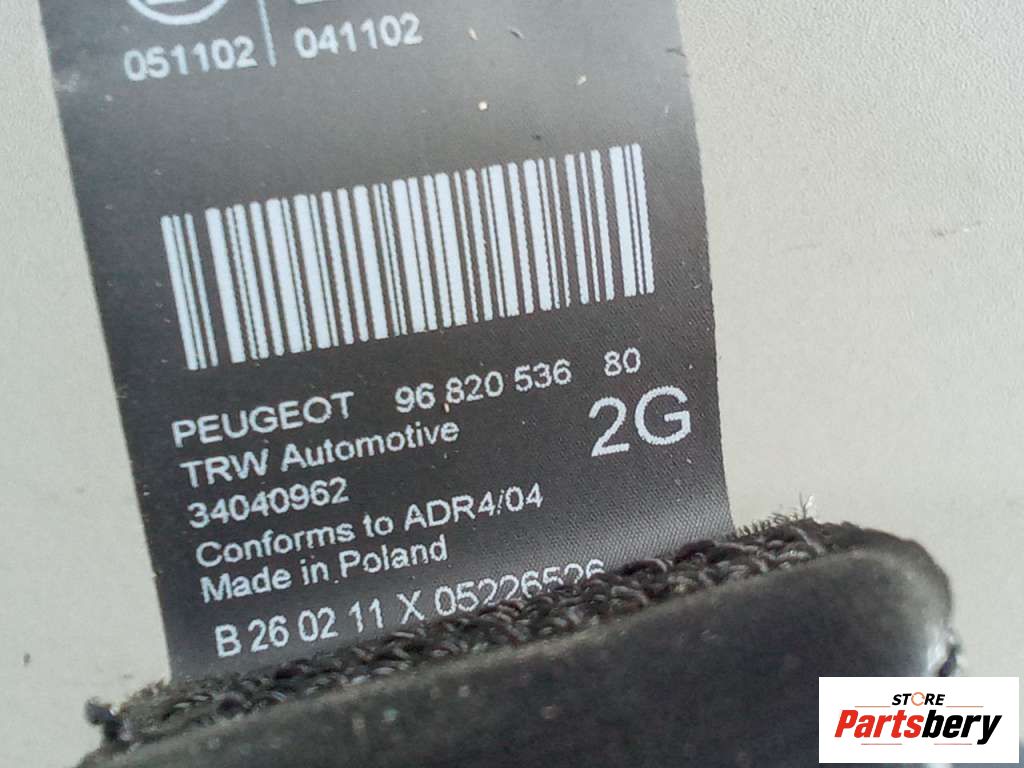 051102 041102
PEUGEOT 96 820 536 80
TRW Automotive 2G
34040962
Conforms to ADR4/04
Made in Poland
B 26 02 11 X 05226526
STORE
Partsbery